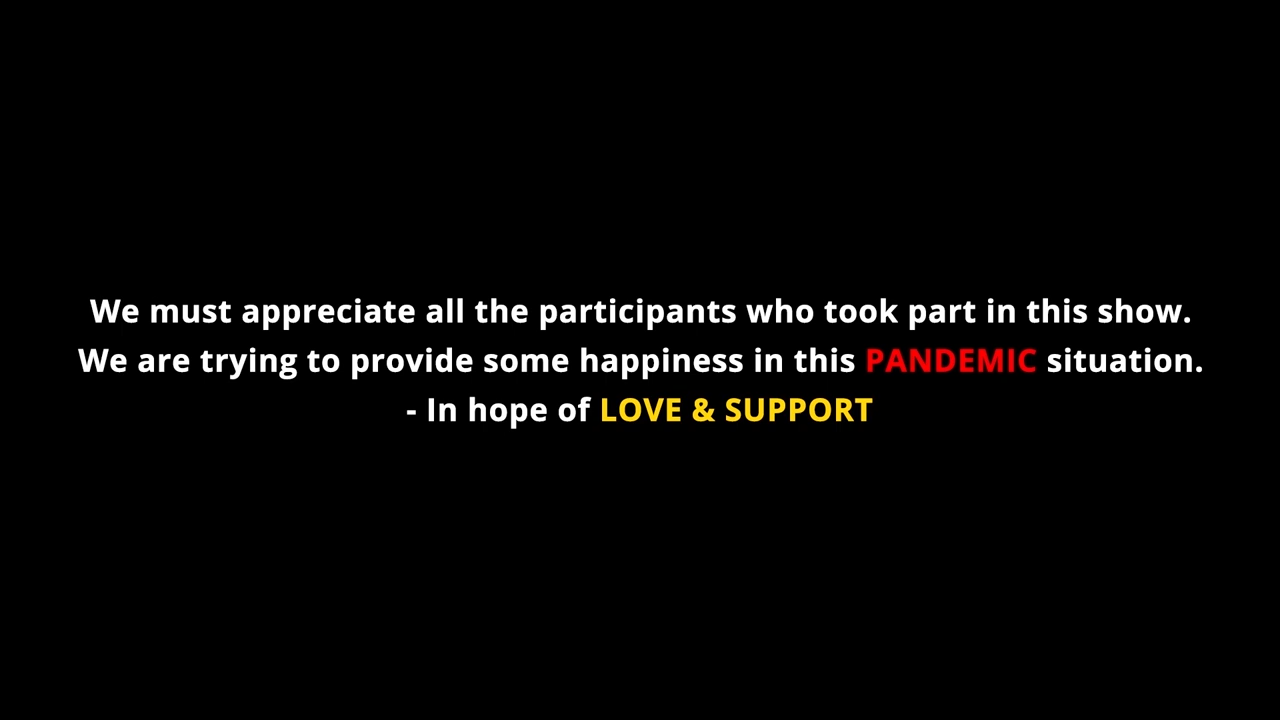 We must appreciate all the participants who took part in this show.
We are trying to provide some happiness in this PANDEMIC situation.
- In hope of LOVE & SUPPORT